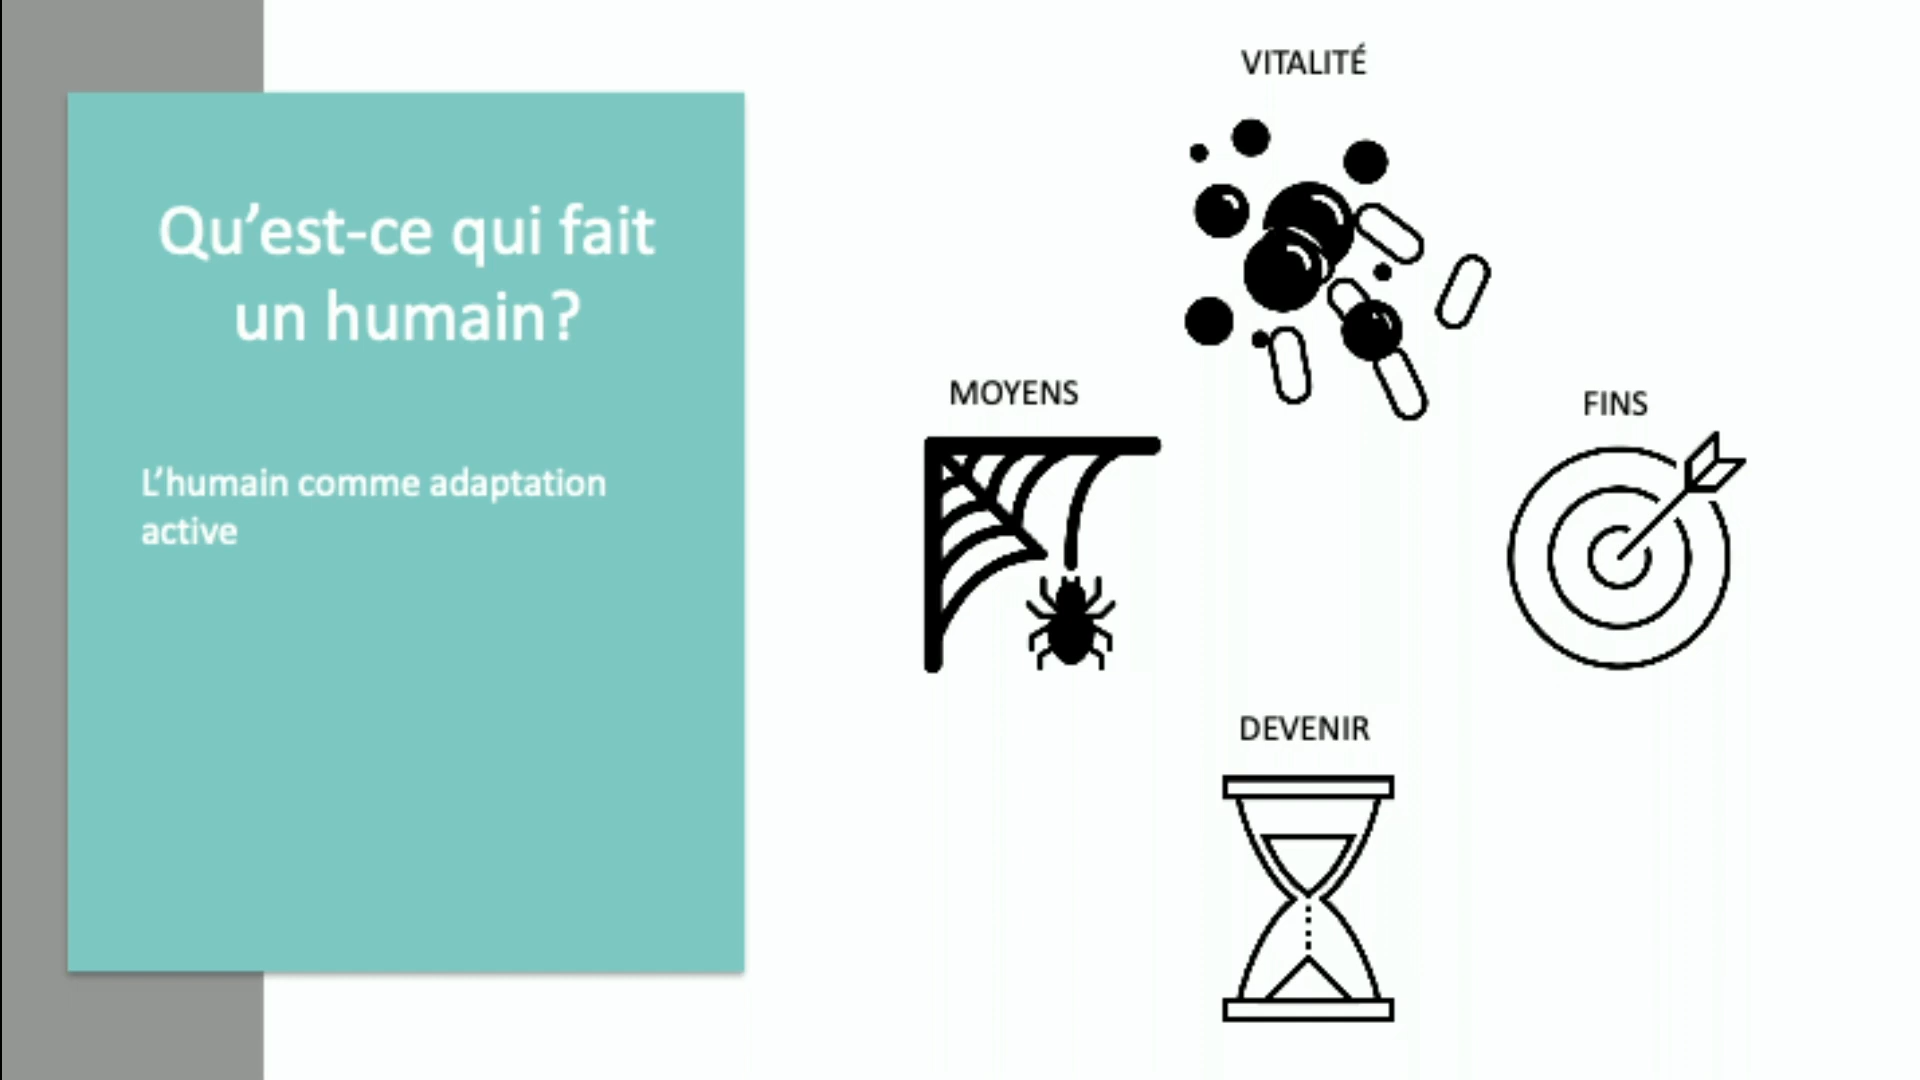 Qu’est-ce qui fait
un humain?
L’humain comme adaptation
active
VITALITÉ
MOYENS
FINS
DEVENIR